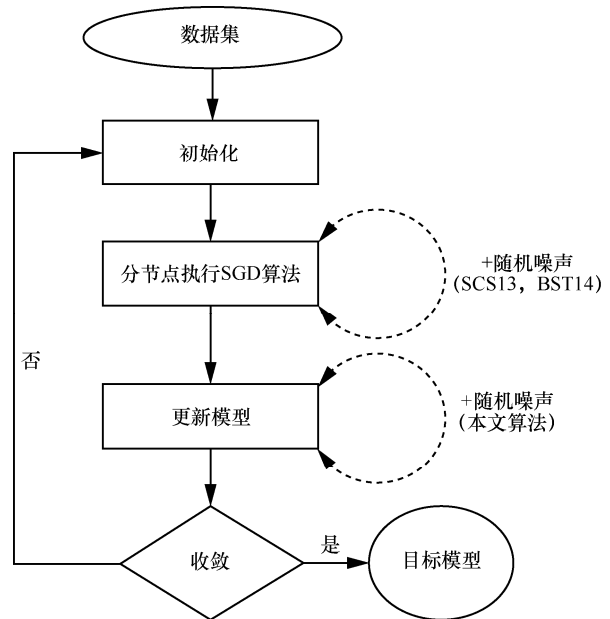 数据集
初始化
分节点执行SGD算法
+随机噪声
(SCS13，BST14)
否
更新模型
+随机噪声
(本文算法)
收敛
是
目标模型